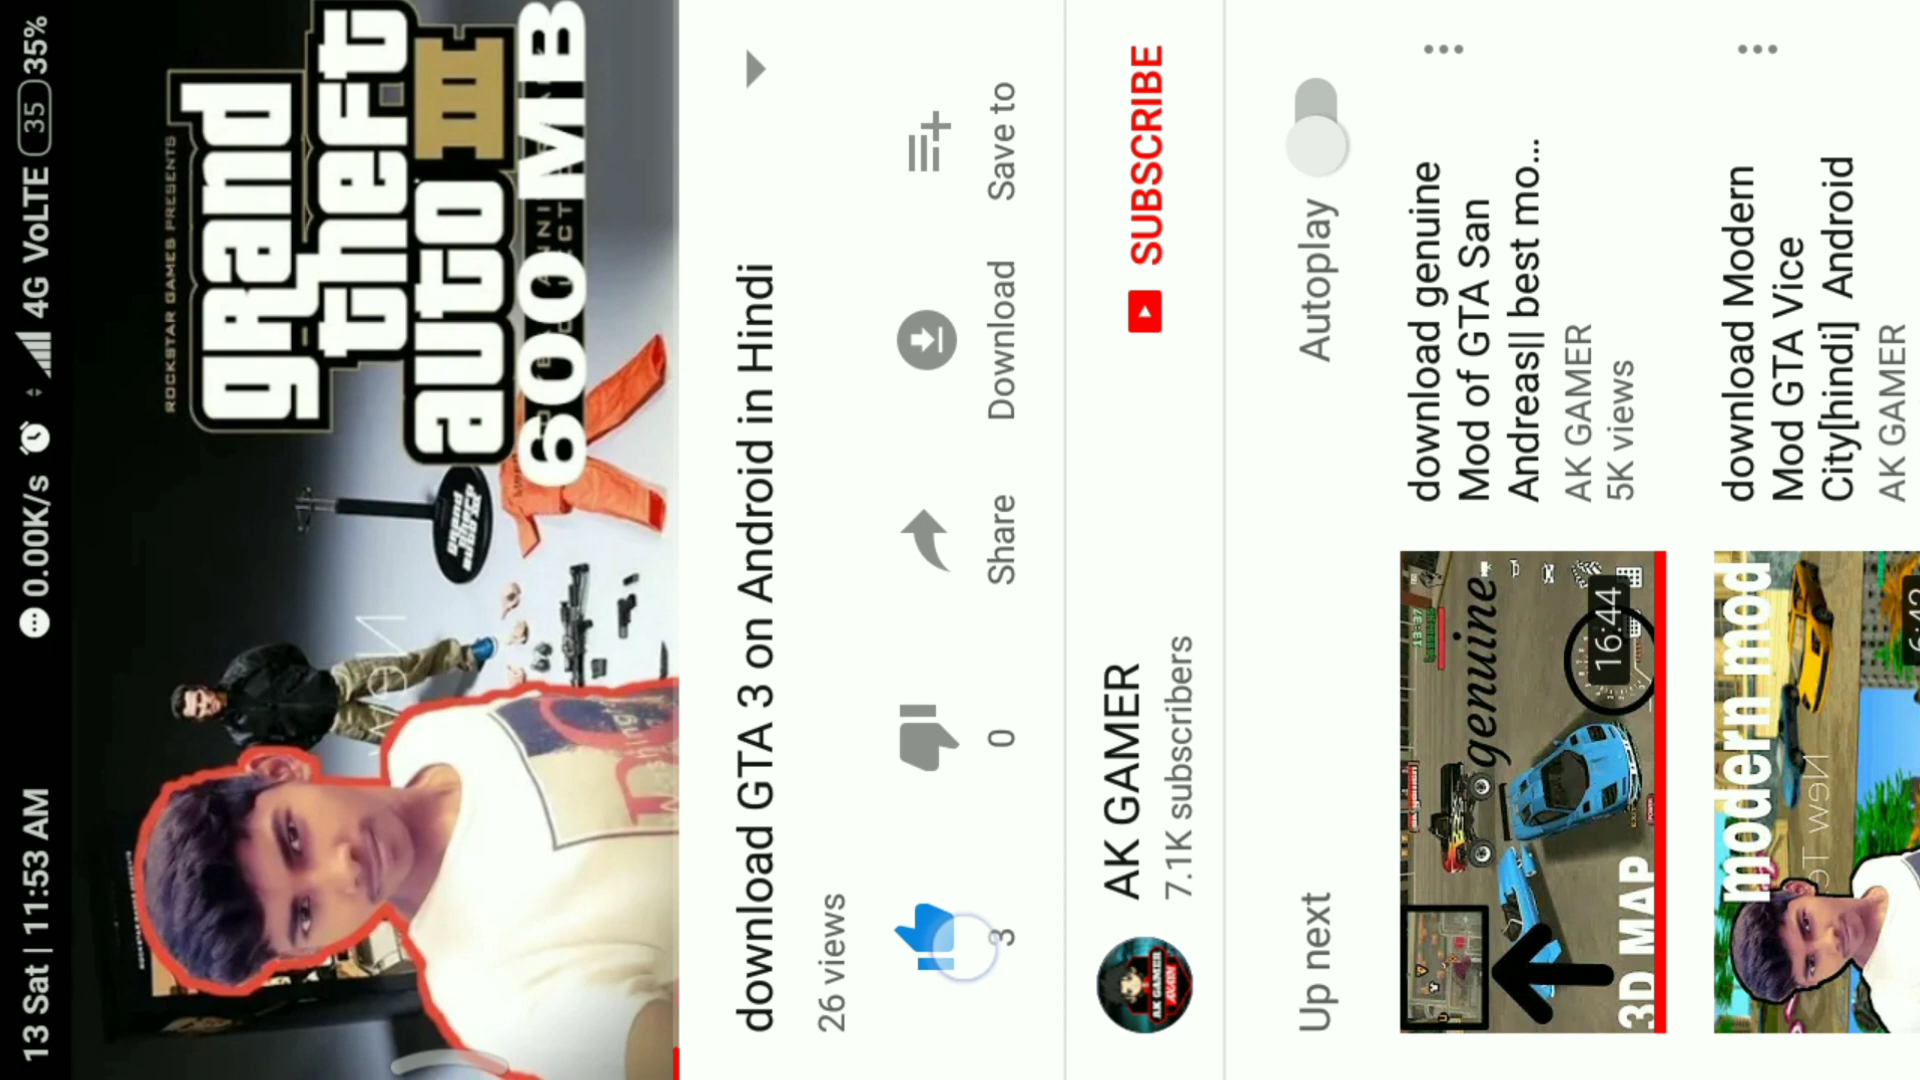 13 Sat | 11:53 AM
0.00K/s
4G VoLTE
35
35%
ROCKSTAR GAMES PRESENTS
grand
theft
auto III
600 MB
New
download GTA 3 on Android in Hindi
26 views
3
0
Share
Download
Save to
AK GAMER
7.1K subscribers
SUBSCRIBE
Up next
Autoplay
genuine
3D MAP
16:44
download genuine
Mod of GTA San
Andreas|| best mo...
AK GAMER
5K views
modern mod
download Modern
Mod GTA Vice
City[hindi] Android
AK GAMER